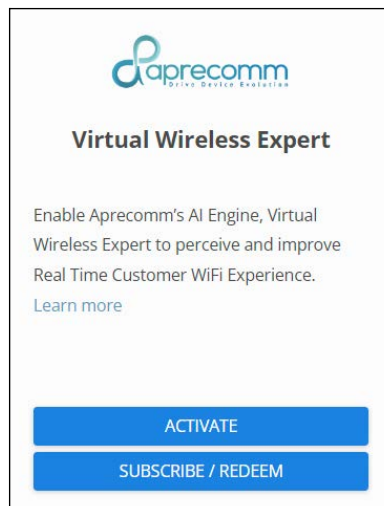 aprecomm
Drive Device Evolution
Virtual Wireless Expert
Enable Aprecomm's AI Engine, Virtual
Wireless Expert to perceive and improve
Real Time Customer WiFi Experience.
Learn more
ACTIVATE
SUBSCRIBE / REDEEM